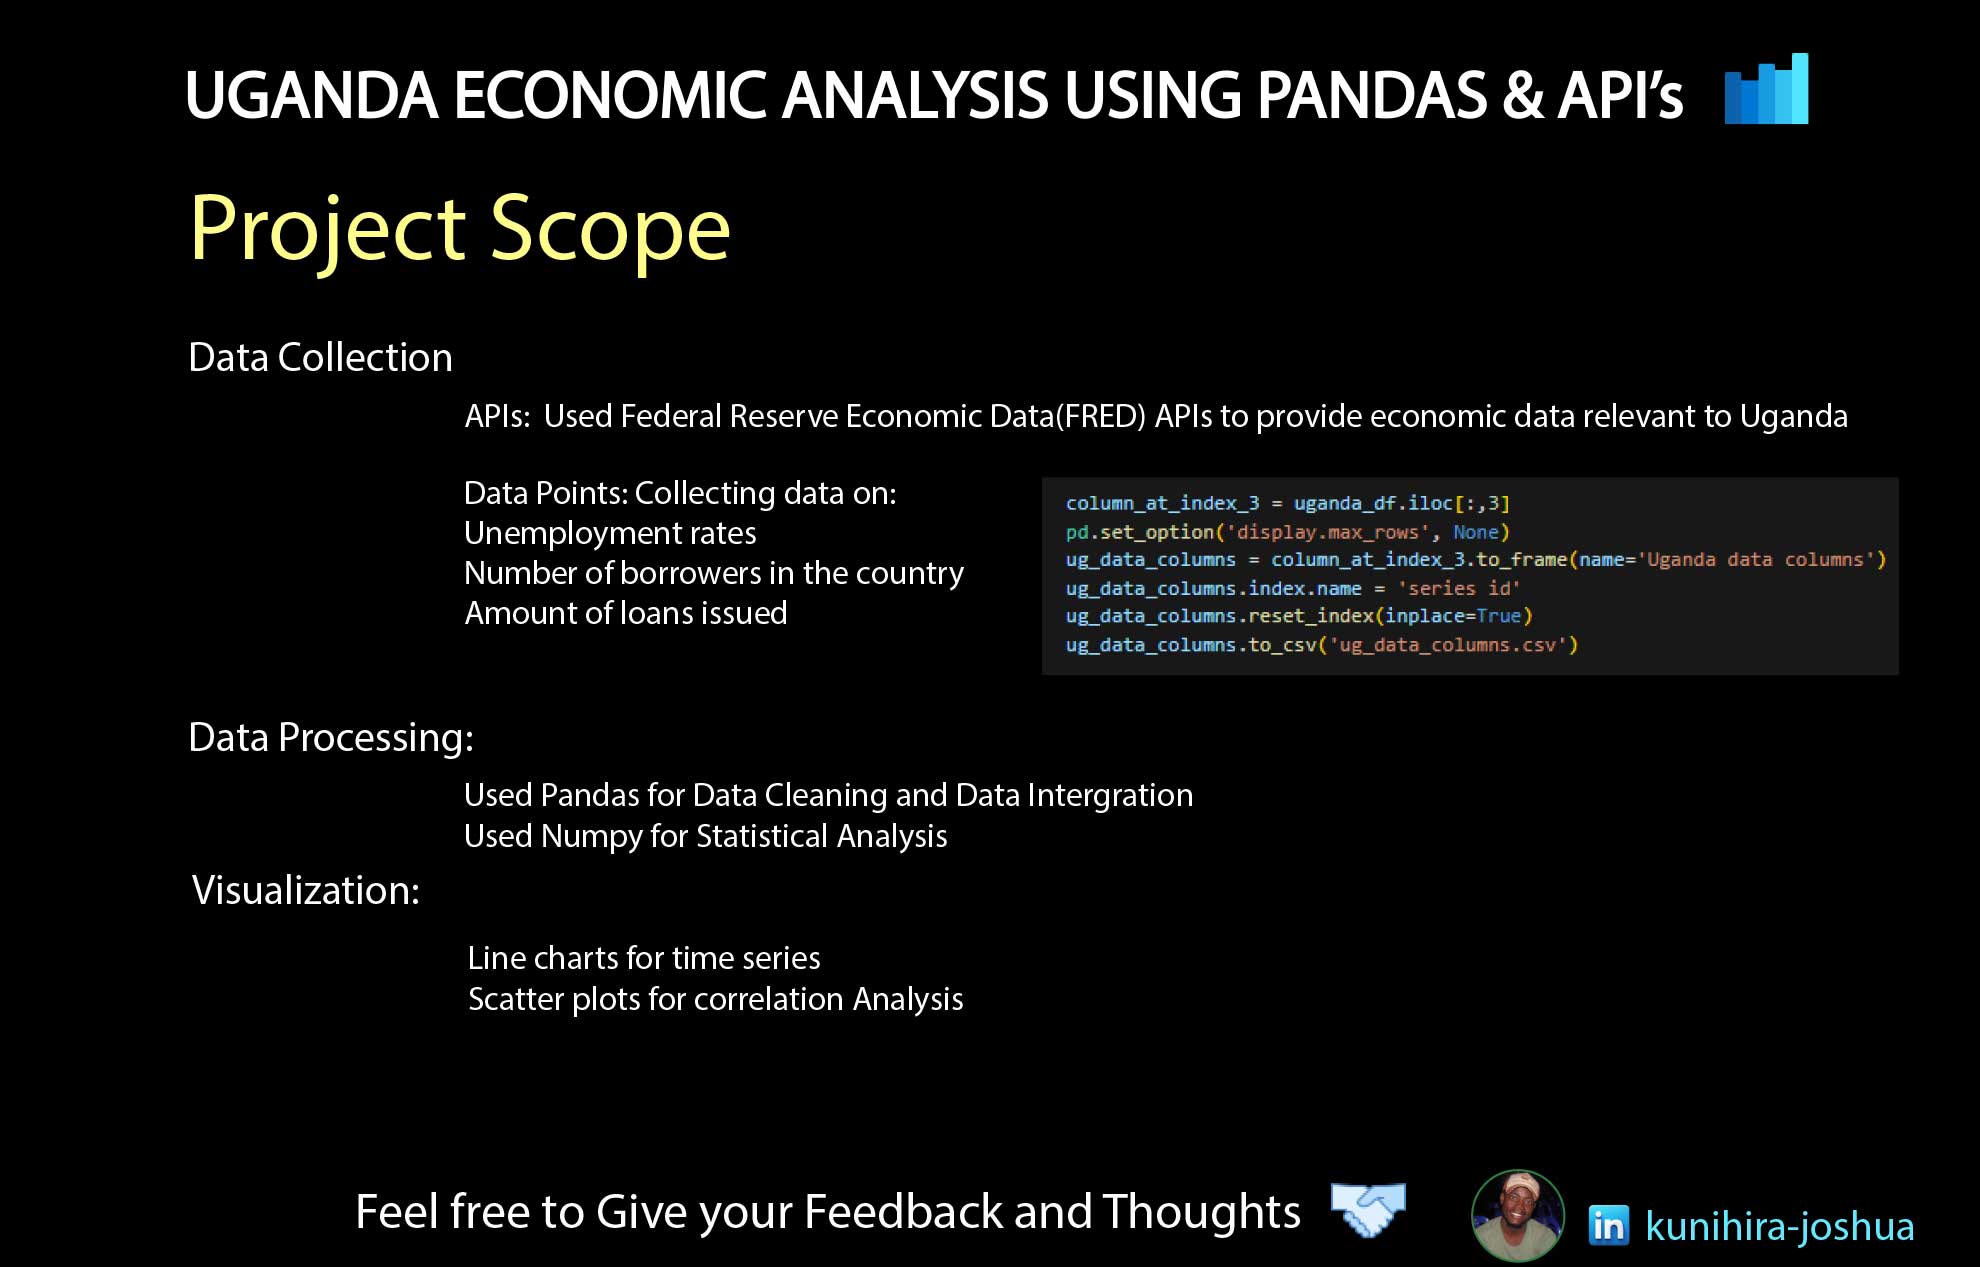 UGANDA ECONOMIC ANALYSIS USING PANDAS & API's
Project Scope
Data Collection
APIs:  Used Federal Reserve Economic Data(FRED) APIs to provide economic data relevant to Uganda
Data Points: Collecting data on:
Unemployment rates
Number of borrowers in the country
Amount of loans issued
column_at_index_3 = uganda_df.iloc[:,3]
pd.set_option('display.max_rows', None)
ug_data_columns = column_at_index_3.to_frame(name='Uganda data columns')
ug_data_columns.index.name = 'series id'
ug_data_columns.reset_index(inplace=True)
ug_data_columns.to_csv('ug_data_columns.csv')
Data Processing:
Used Pandas for Data Cleaning and Data Intergration
Used Numpy for Statistical Analysis
Visualization:
Line charts for time series
Scatter plots for correlation Analysis
Feel free to Give your Feedback and Thoughts
in kunihira-joshua